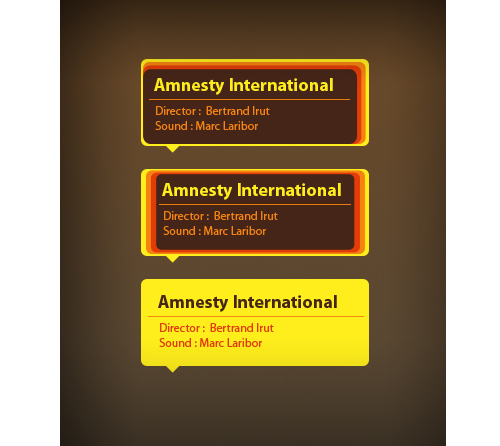 Amnesty International
Director :  Bertrand Irut
Sound : Marc Laribor
Amnesty International
Director :  Bertrand Irut
Sound : Marc Laribor
Amnesty International
Director :  Bertrand Irut
Sound : Marc Laribor